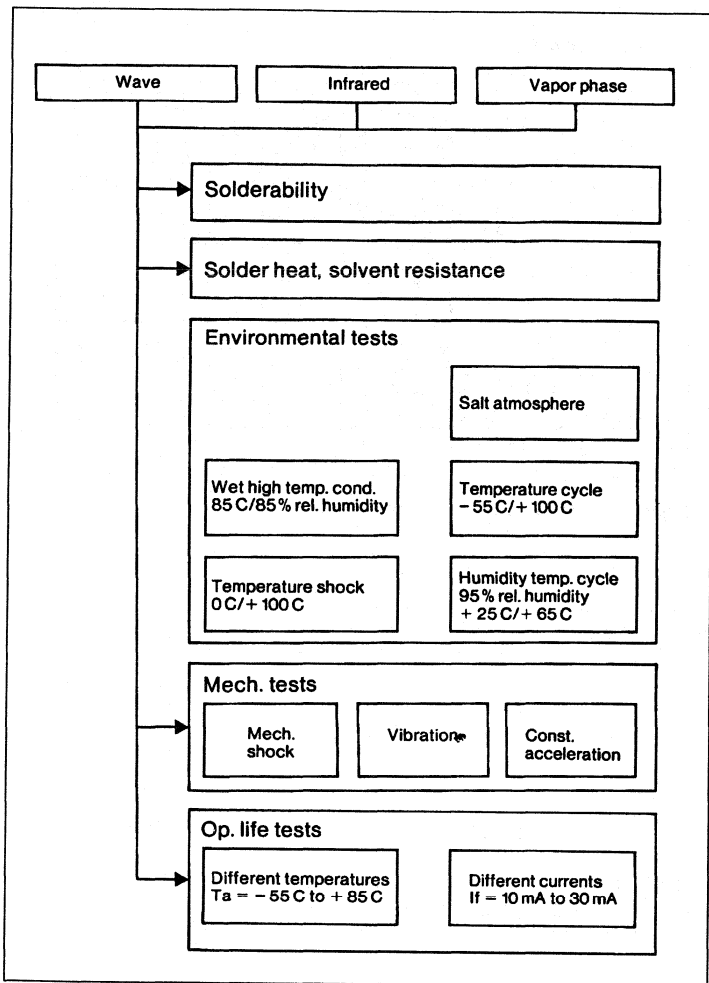 Wave
Infrared
Vapor phase
Solderability
Solder heat, solvent resistance
Environmental tests
Salt atmosphere
Wet high temp. cond.
85 C/85 % rel. humidity
Temperature cycle
– 55 C/+ 100 C
Temperature shock
0 C/+ 100 C
Humidity temp. cycle
95 % rel. humidity
+ 25 C/+ 65 C
Mech. tests
Mech.
shock
Vibration
Const.
acceleration
Op. life tests
Different temperatures
Ta = – 55 C to + 85 C
Different currents
If = 10 mA to 30 mA